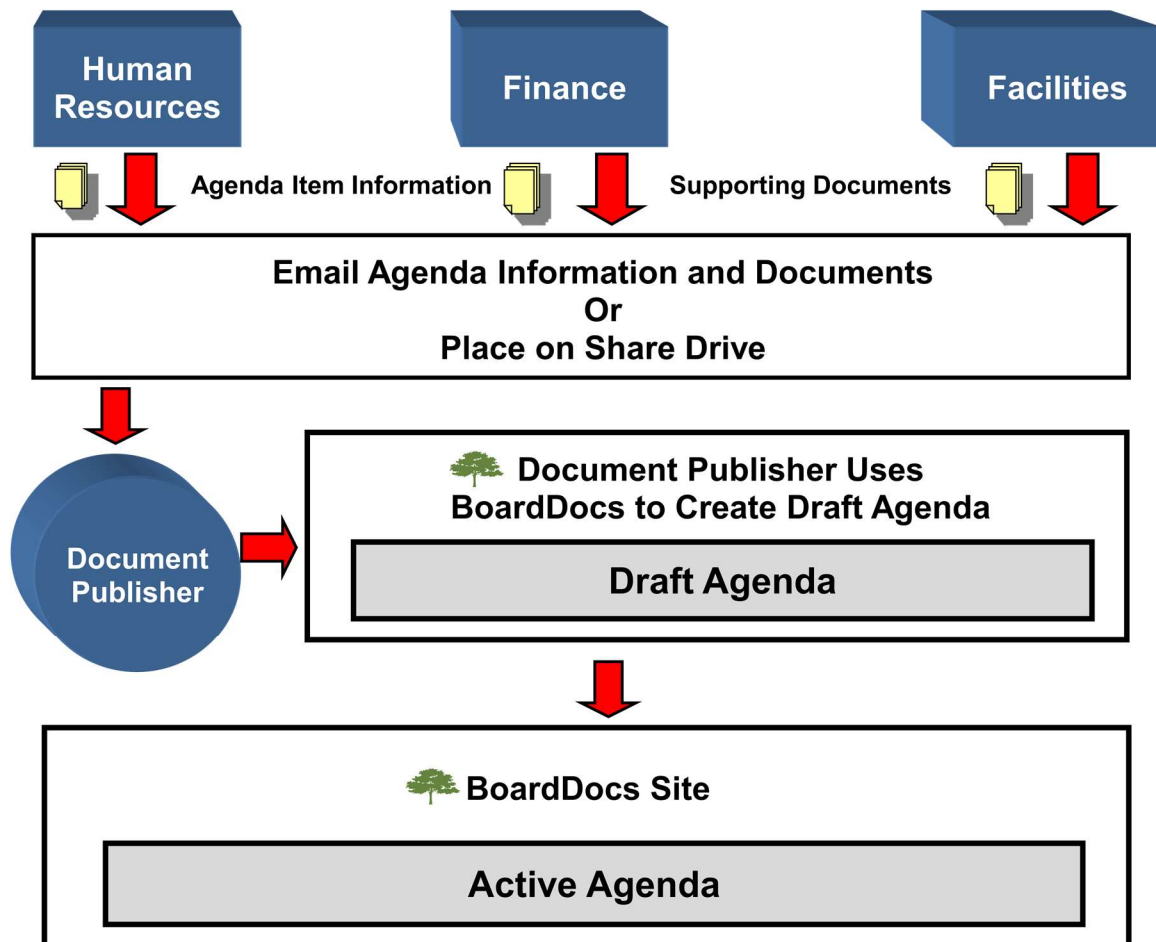 Human
Resources
Finance
Facilities
Agenda Item Information
Supporting Documents
Email Agenda Information and Documents
Or
Place on Share Drive
Document
Publisher
Document Publisher Uses
BoardDocs to Create Draft Agenda
Draft Agenda
BoardDocs Site
Active Agenda